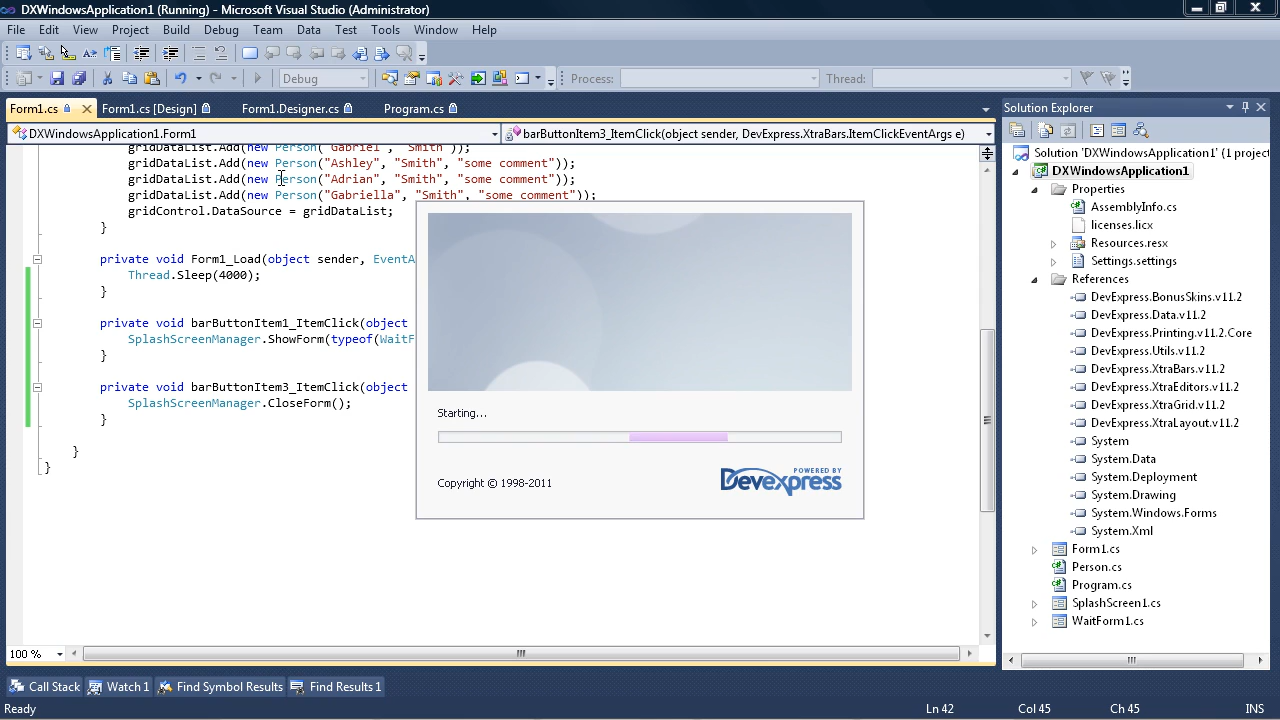 DXWindowsApplication1 (Running) - Microsoft Visual Studio (Administrator)
File Edit View Project Build Debug Team Data Test Tools Window Help
Debug Process: Thread:
Form1.cs Form1.cs [Design] Form1.Designer.cs Program.cs
DXWindowsApplication1.Form1 barButtonItem3_ItemClick(object sender, DevExpress.XtraBars.ItemClickEventArgs e)
gridDataList.Add(new Person("Gabriel", "Smith"));
gridDataList.Add(new Person("Ashley", "Smith", "some comment"));
gridDataList.Add(new Person("Adrian", "Smith", "some comment"));
gridDataList.Add(new Person("Gabriella", "Smith", "some comment"));
gridControl.DataSource = gridDataList;
}
private void Form1_Load(object sender, EventA
Thread.Sleep(4000);
}
private void barButtonItem1_ItemClick(object
SplashScreenManager.ShowForm(typeof(WaitF
}
private void barButtonItem3_ItemClick(object
SplashScreenManager.CloseForm();
}
}
}
Starting...
Copyright © 1998-2011
POWERED BY
DevExpress
100 %
Solution Explorer
Solution 'DXWindowsApplication1' (1 project
DXWindowsApplication1
Properties
AssemblyInfo.cs
licenses.licx
Resources.resx
Settings.settings
References
DevExpress.BonusSkins.v11.2
DevExpress.Data.v11.2
DevExpress.Printing.v11.2.Core
DevExpress.Utils.v11.2
DevExpress.XtraBars.v11.2
DevExpress.XtraEditors.v11.2
DevExpress.XtraGrid.v11.2
DevExpress.XtraLayout.v11.2
System
System.Data
System.Deployment
System.Drawing
System.Windows.Forms
System.Xml
Form1.cs
Person.cs
Program.cs
SplashScreen1.cs
WaitForm1.cs
Call Stack Watch 1 Find Symbol Results Find Results 1
Ready Ln 42 Col 45 Ch 45 INS